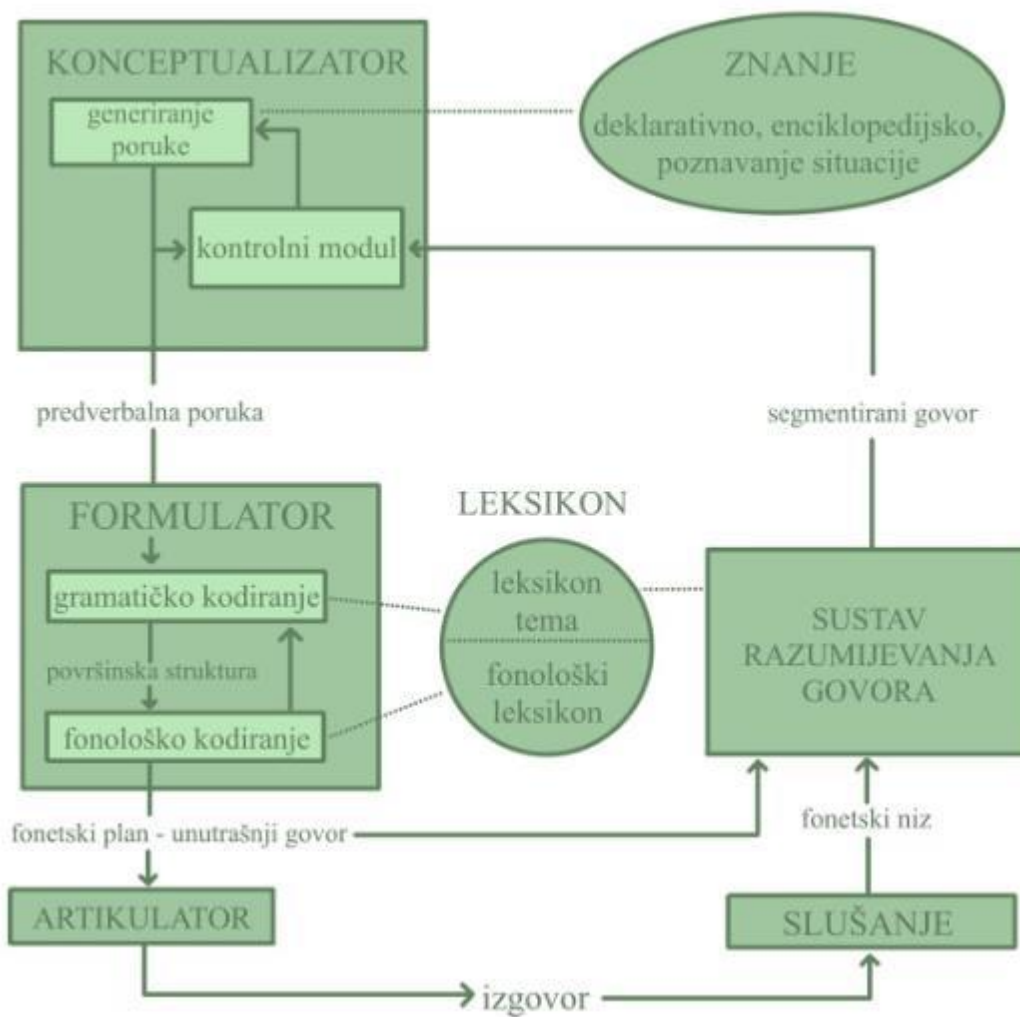 KONCEPTUALIZATOR
generiranje
poruke
kontrolni modul
ZNANJE
deklarativno, enciklopedijsko,
poznavanje situacije
predverbalna poruka
segmentirani govor
FORMULATOR
gramatičko kodiranje
površinska struktura
fonološko kodiranje
LEKSIKON
leksikon
tema
fonološki
leksikon
SUSTAV
RAZUMIJEVANJA
GOVORA
fonetski plan - unutrašnji govor
fonetski niz
ARTIKULATOR
SLUŠANJE
izgovor